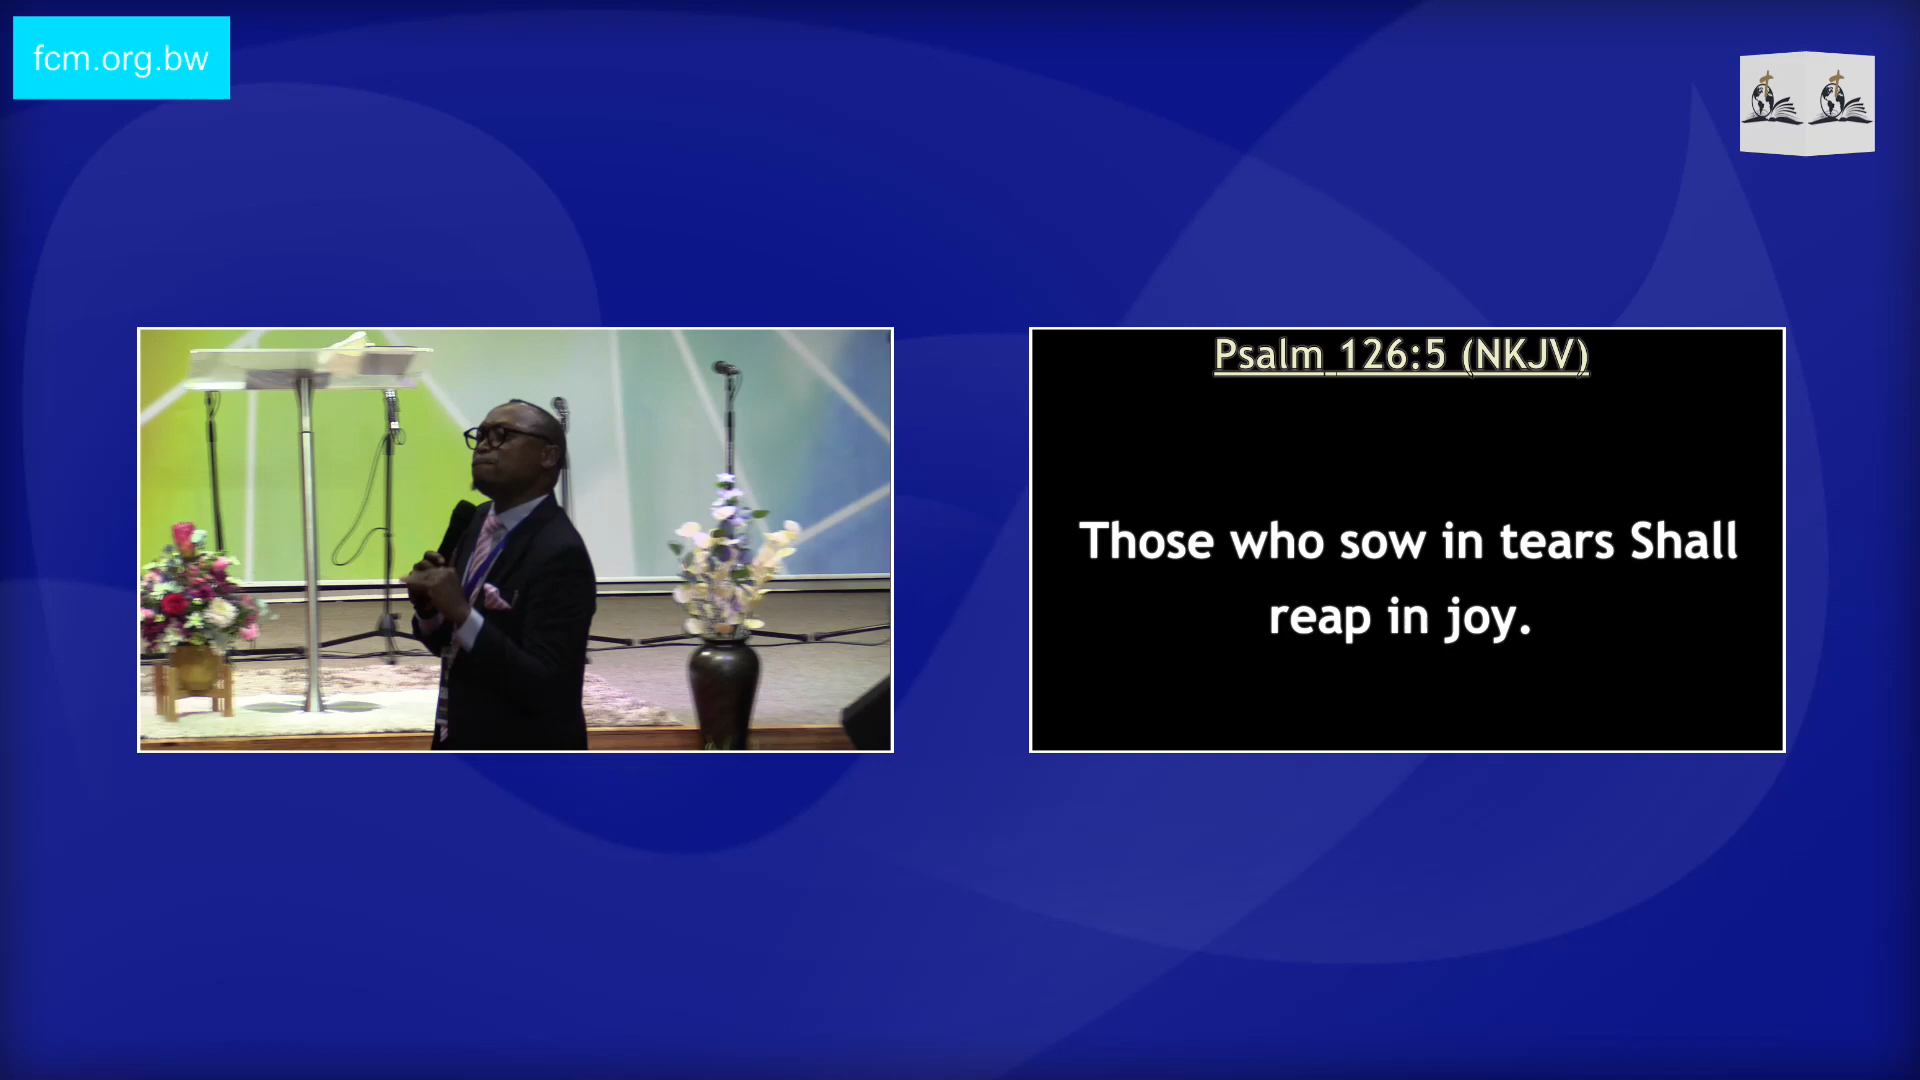 fcm.org.bw
Psalm 126:5 (NKJV)
Those who sow in tears Shall
reap in joy.